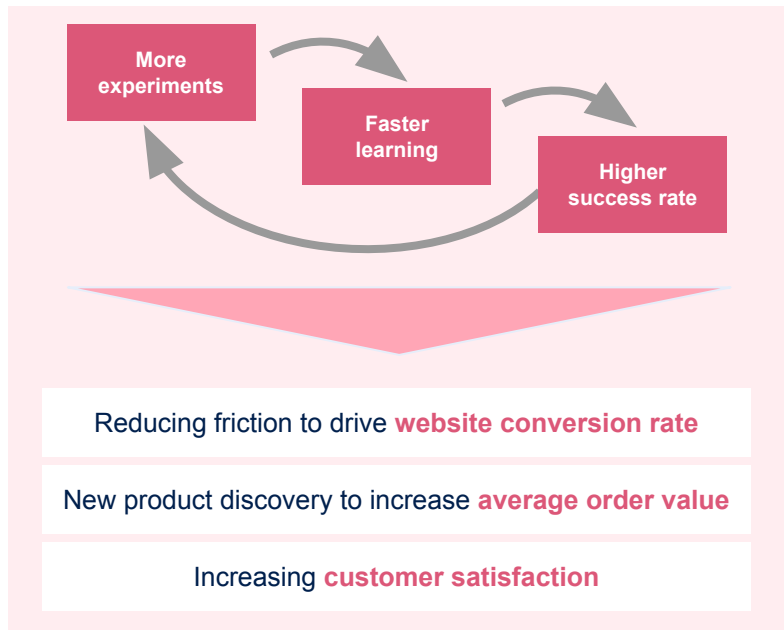 More
experiments
Faster
learning
Higher
success rate
Reducing friction to drive website conversion rate
New product discovery to increase average order value
Increasing customer satisfaction